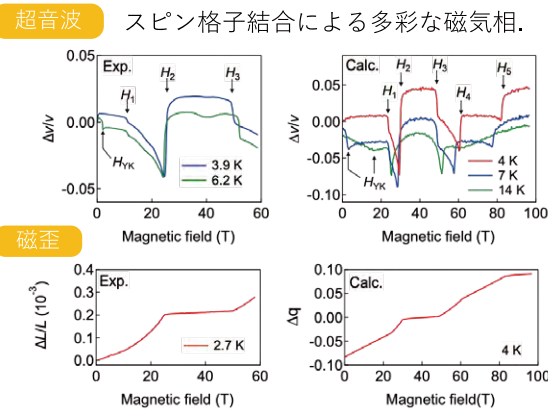 超音波
スピン格子結合による多彩な磁気相.
Exp.
H1
H2
H3
HYK
3.9 K
6.2 K
Δv/v
0.05
0.00
-0.05
0 20 40 60
Magnetic field (T)
Calc.
H1
H2
H3
H4
H5
HYK
4 K
7 K
14 K
Δv/v
0.05
0.00
-0.05
-0.10
0 20 40 60 80 100
Magnetic field (T)
磁歪
Exp.
2.7 K
ΔL/L (10-3)
0.4
0.3
0.2
0.1
0.0
0 20 40 60
Magnetic field (T)
Calc.
4 K
Δq
0.10
0.05
0.00
-0.05
-0.10
0 20 40 60 80 100
Magnetic field(T)